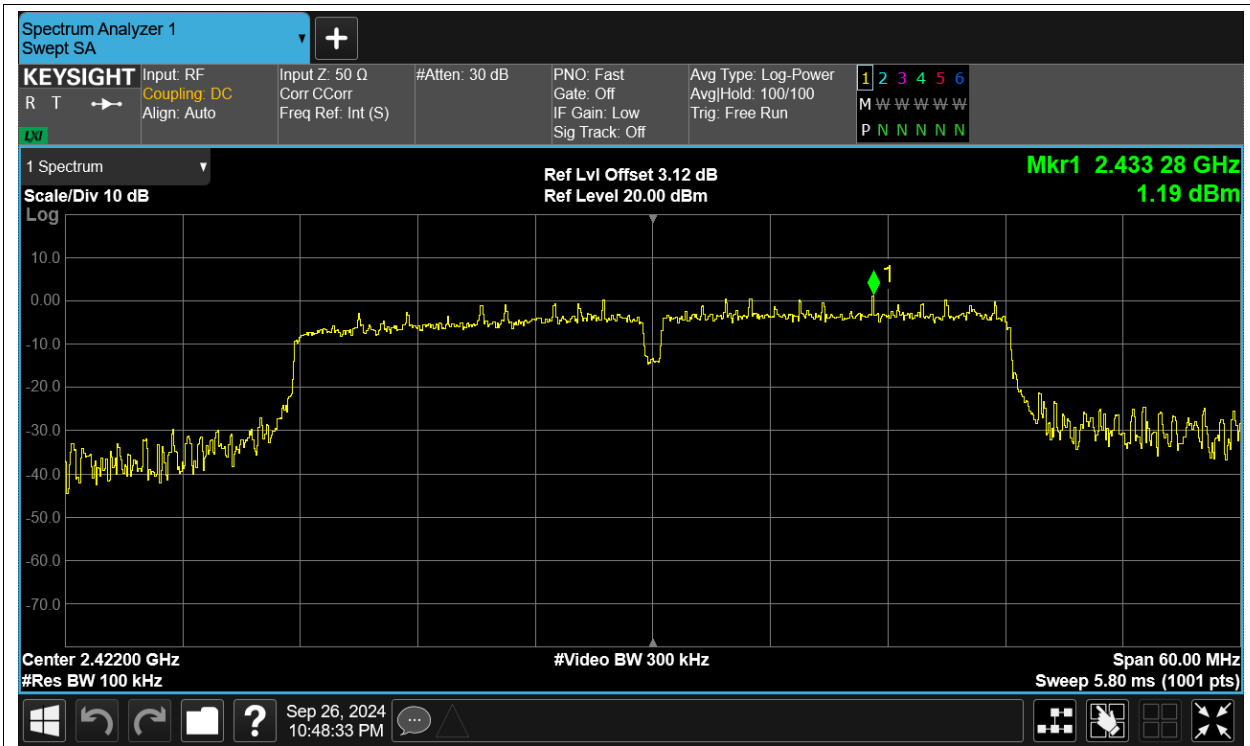 Spectrum Analyzer 1
Swept SA
KEYSIGHT
R T
LXI
Input: RF
Coupling: DC
Align: Auto
Input Z: 50 Ω
Corr CCorr
Freq Ref: Int (S)
#Atten: 30 dB
PNO: Fast
Gate: Off
IF Gain: Low
Sig Track: Off
Avg Type: Log-Power
Avg|Hold: 100/100
Trig: Free Run
1 2 3 4 5 6
M W W W W W
P N N N N N
1 Spectrum
Scale/Div 10 dB
Log
Ref Lvl Offset 3.12 dB
Ref Level 20.00 dBm
Mkr1 2.433 28 GHz
1.19 dBm
10.0
0.00
-10.0
-20.0
-30.0
-40.0
-50.0
-60.0
-70.0
1
Center 2.42200 GHz
#Res BW 100 kHz
#Video BW 300 kHz
Span 60.00 MHz
Sweep 5.80 ms (1001 pts)
?
Sep 26, 2024
10:48:33 PM